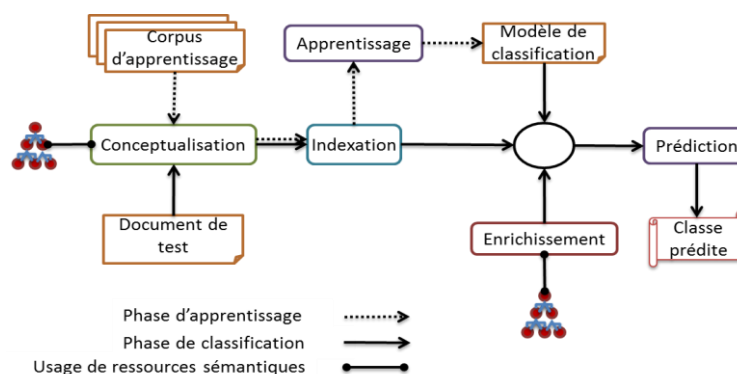 Corpus
d'apprentissage
Apprentissage
Modèle de
classification
Conceptualisation
Indexation
Prédiction
Document de
test
Enrichissement
Classe
prédite
Phase d'apprentissage
Phase de classification
Usage de ressources sémantiques